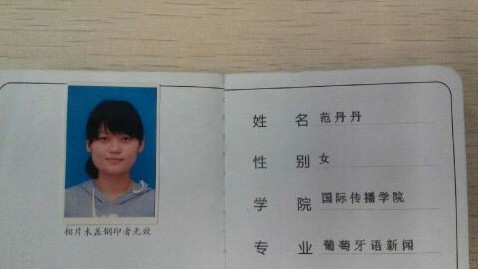 姓 名 范丹丹
性 别 女
学 院 国际传播学院
专 业 葡萄牙语新闻
相片未盖钢印者无效